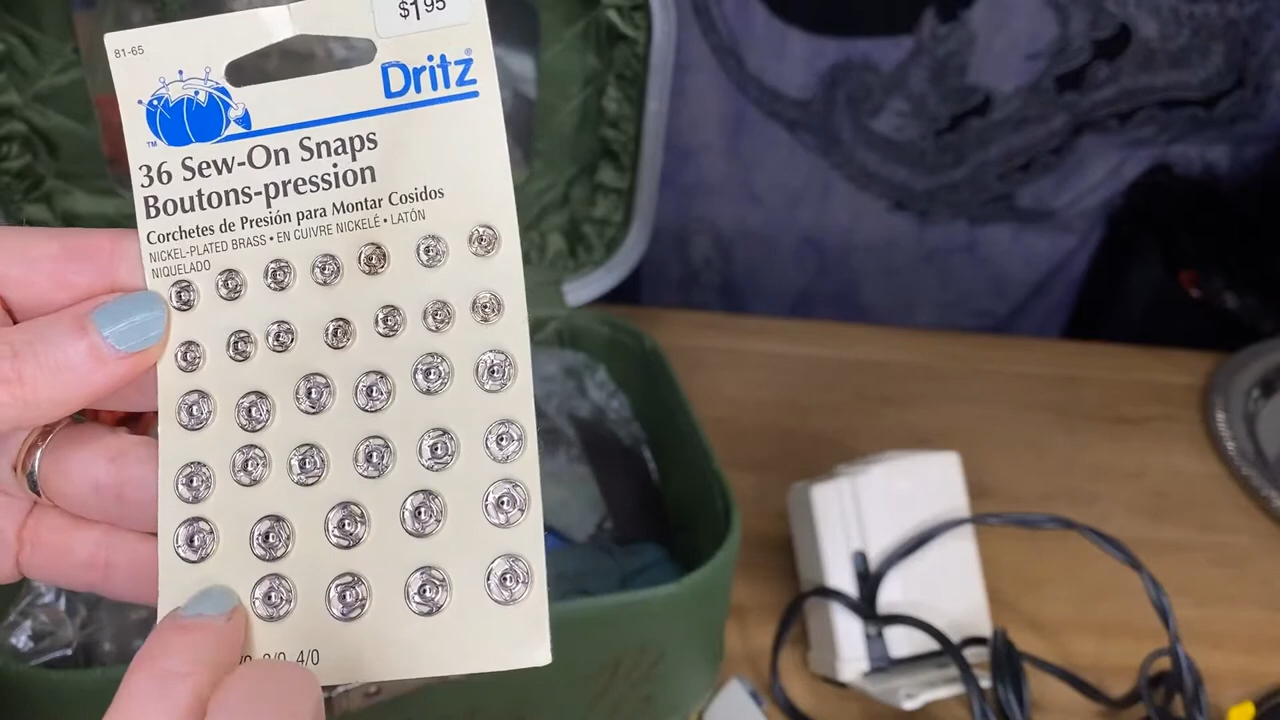 $1.95
81-65
Dritz®
TM
36 Sew-On Snaps
Boutons-pression
Corchetes de Presión para Montar Cosidos
NICKEL-PLATED BRASS • EN CUIVRE NICKELÉ • LATÓN
NIQUELADO
4/0